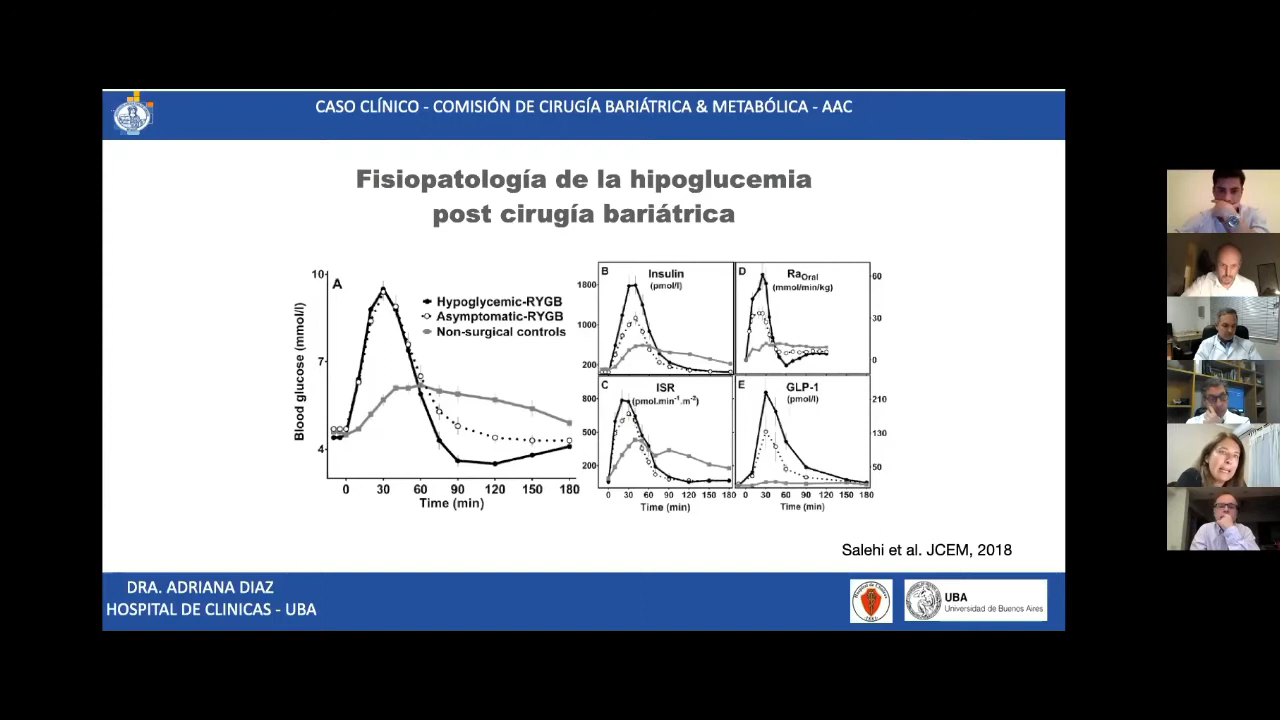 CASO CLÍNICO - COMISIÓN DE CIRUGÍA BARIÁTRICA & METABÓLICA - AAC
Fisiopatología de la hipoglucemia
post cirugía bariátrica
A
Hypoglycemic-RYGB
Asymptomatic-RYGB
Non-surgical controls
Blood glucose (mmol/l)
10
7
4
0 30 60 90 120 150 180
Time (min)
B
Insulin
(pmol/l)
1800
1000
200
D
RaOral
(mmol/min/kg)
60
30
0
C
ISR
(pmol.min-1.m-2)
800
500
200
0 30 60 90 120 150 180
Time (min)
E
GLP-1
(pmol/l)
210
130
50
0 30 60 90 120 150 180
Time (min)
Salehi et al. JCEM, 2018
DRA. ADRIANA DIAZ
HOSPITAL DE CLINICAS - UBA
UBA
Universidad de Buenos Aires